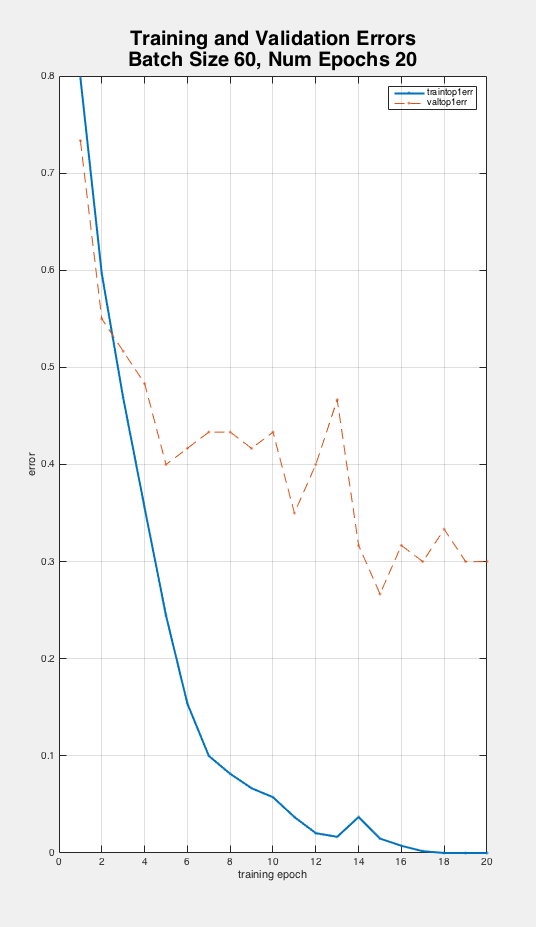 Training and Validation Errors
Batch Size 60, Num Epochs 20
traintop1err
valtop1err
0.8
0.7
0.6
0.5
0.4
0.3
0.2
0.1
0
error
0 2 4 6 8 10 12 14 16 18 20
training epoch